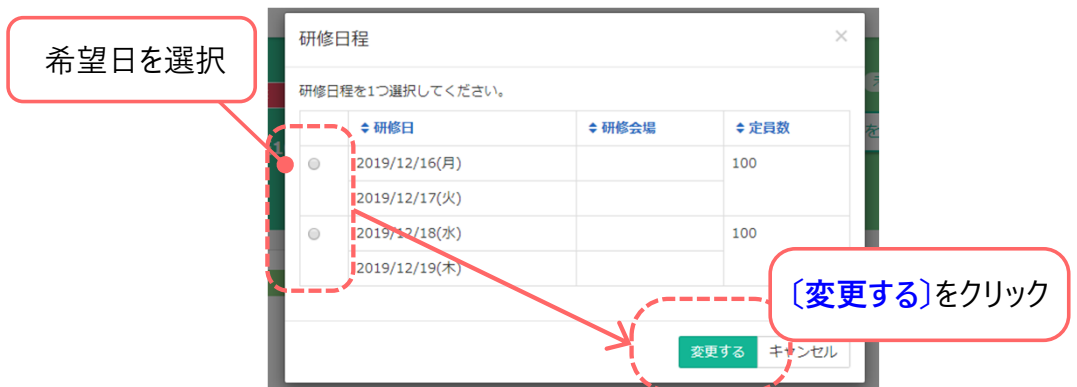 研修日程
×
希望日を選択
研修日程を1つ選択してください。
研修日 研修会場 定員数
2019/12/16(月) 100
2019/12/17(火)
2019/12/18(水) 100
2019/12/19(木)
〔変更する〕をクリック
変更する キャンセル
を
1